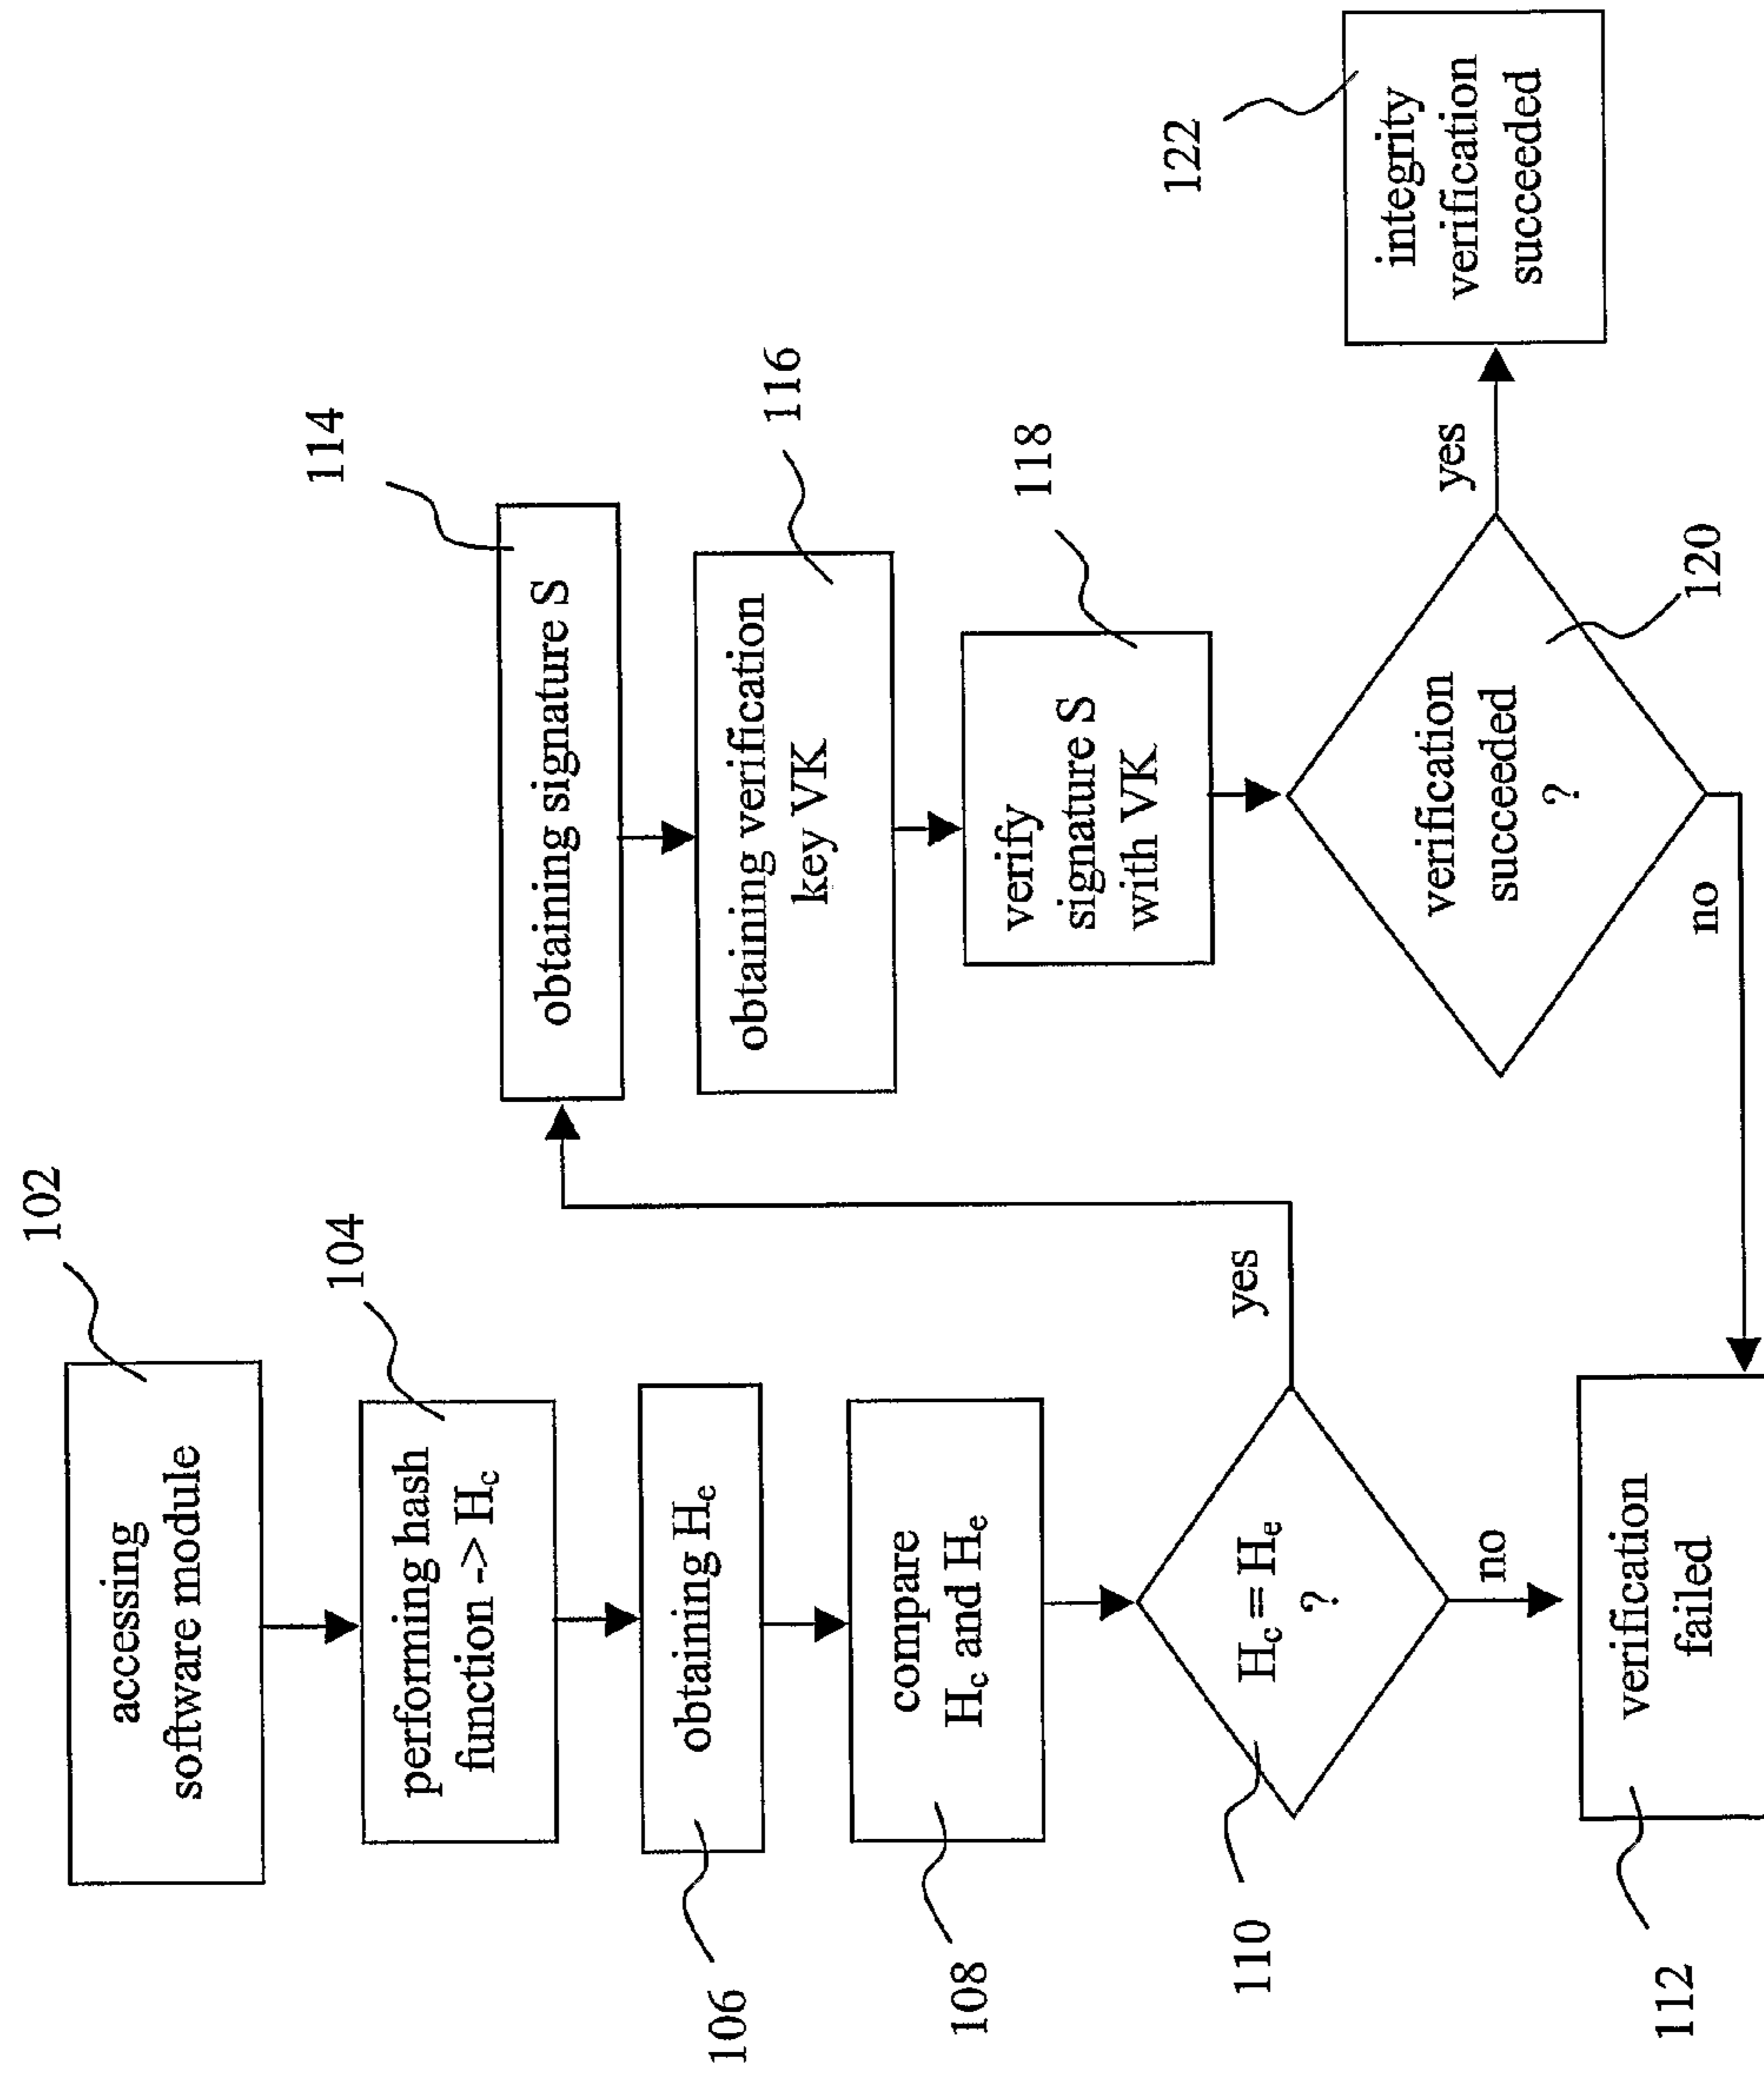 102
accessing
software module
104
performing hash
function -> Hc
106
obtaining He
108
compare
Hc and He
110
Hc = He
?
yes
no
112
verification
failed
114
obtaining signature S
116
obtaining verification
key VK
118
verify
signature S
with VK
120
verification
succeeded
?
yes
no
122
integrity
verification
succeeded